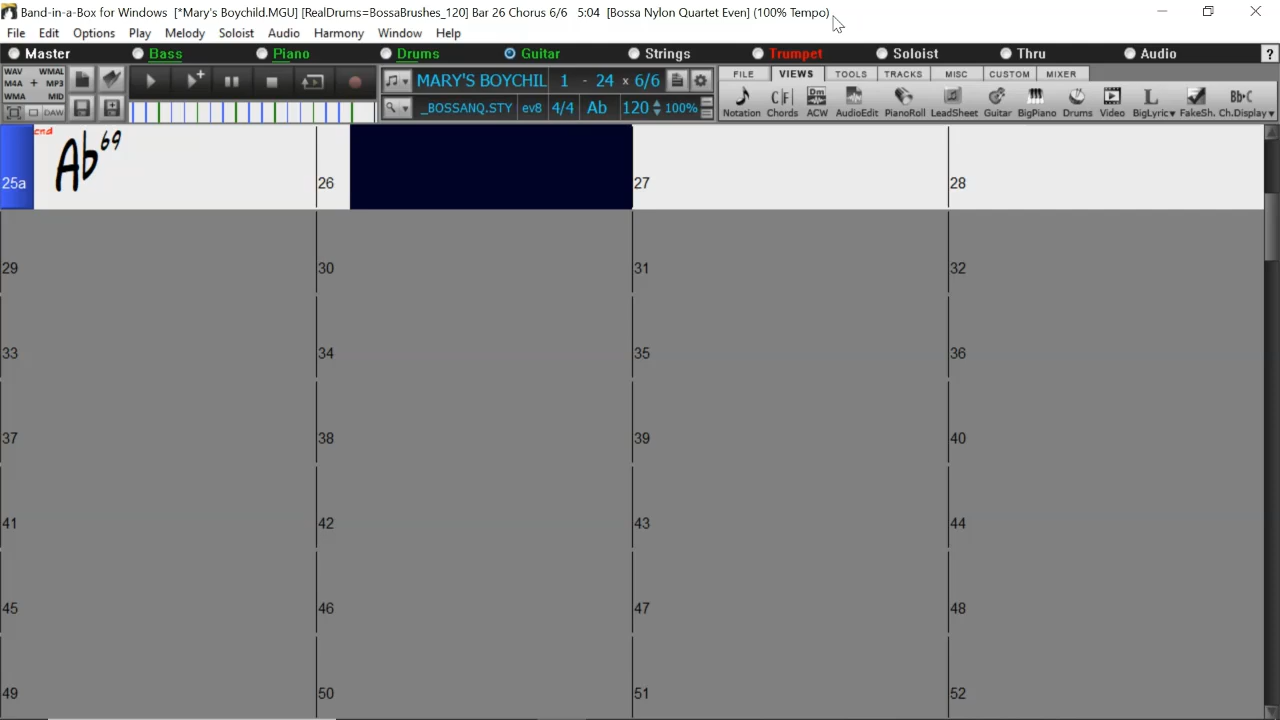 Band-in-a-Box for Windows [*Mary's Boychild.MGU] [RealDrums=BossaBrushes_120] Bar 26 Chorus 6/6 5:04 [Bossa Nylon Quartet Even] (100% Tempo)
File Edit Options Play Melody Soloist Audio Harmony Window Help
Master Bass Piano Drums Guitar Strings Trumpet Soloist Thru Audio ?
WAV WMAL
M4A + MP3
WMA MID
DAW
MARY'S BOYCHIL 1 - 24 x 6/6
_BOSSANQ.STY ev8 4/4 Ab 120 100%
FILE VIEWS TOOLS TRACKS MISC CUSTOM MIXER
Notation Chords ACW AudioEdit PianoRoll LeadSheet Guitar BigPiano Drums Video BigLyric FakeSh. Ch.Display
end
Ab69
25a 26 27 28
29 30 31 32
33 34 35 36
37 38 39 40
41 42 43 44
45 46 47 48
49 50 51 52